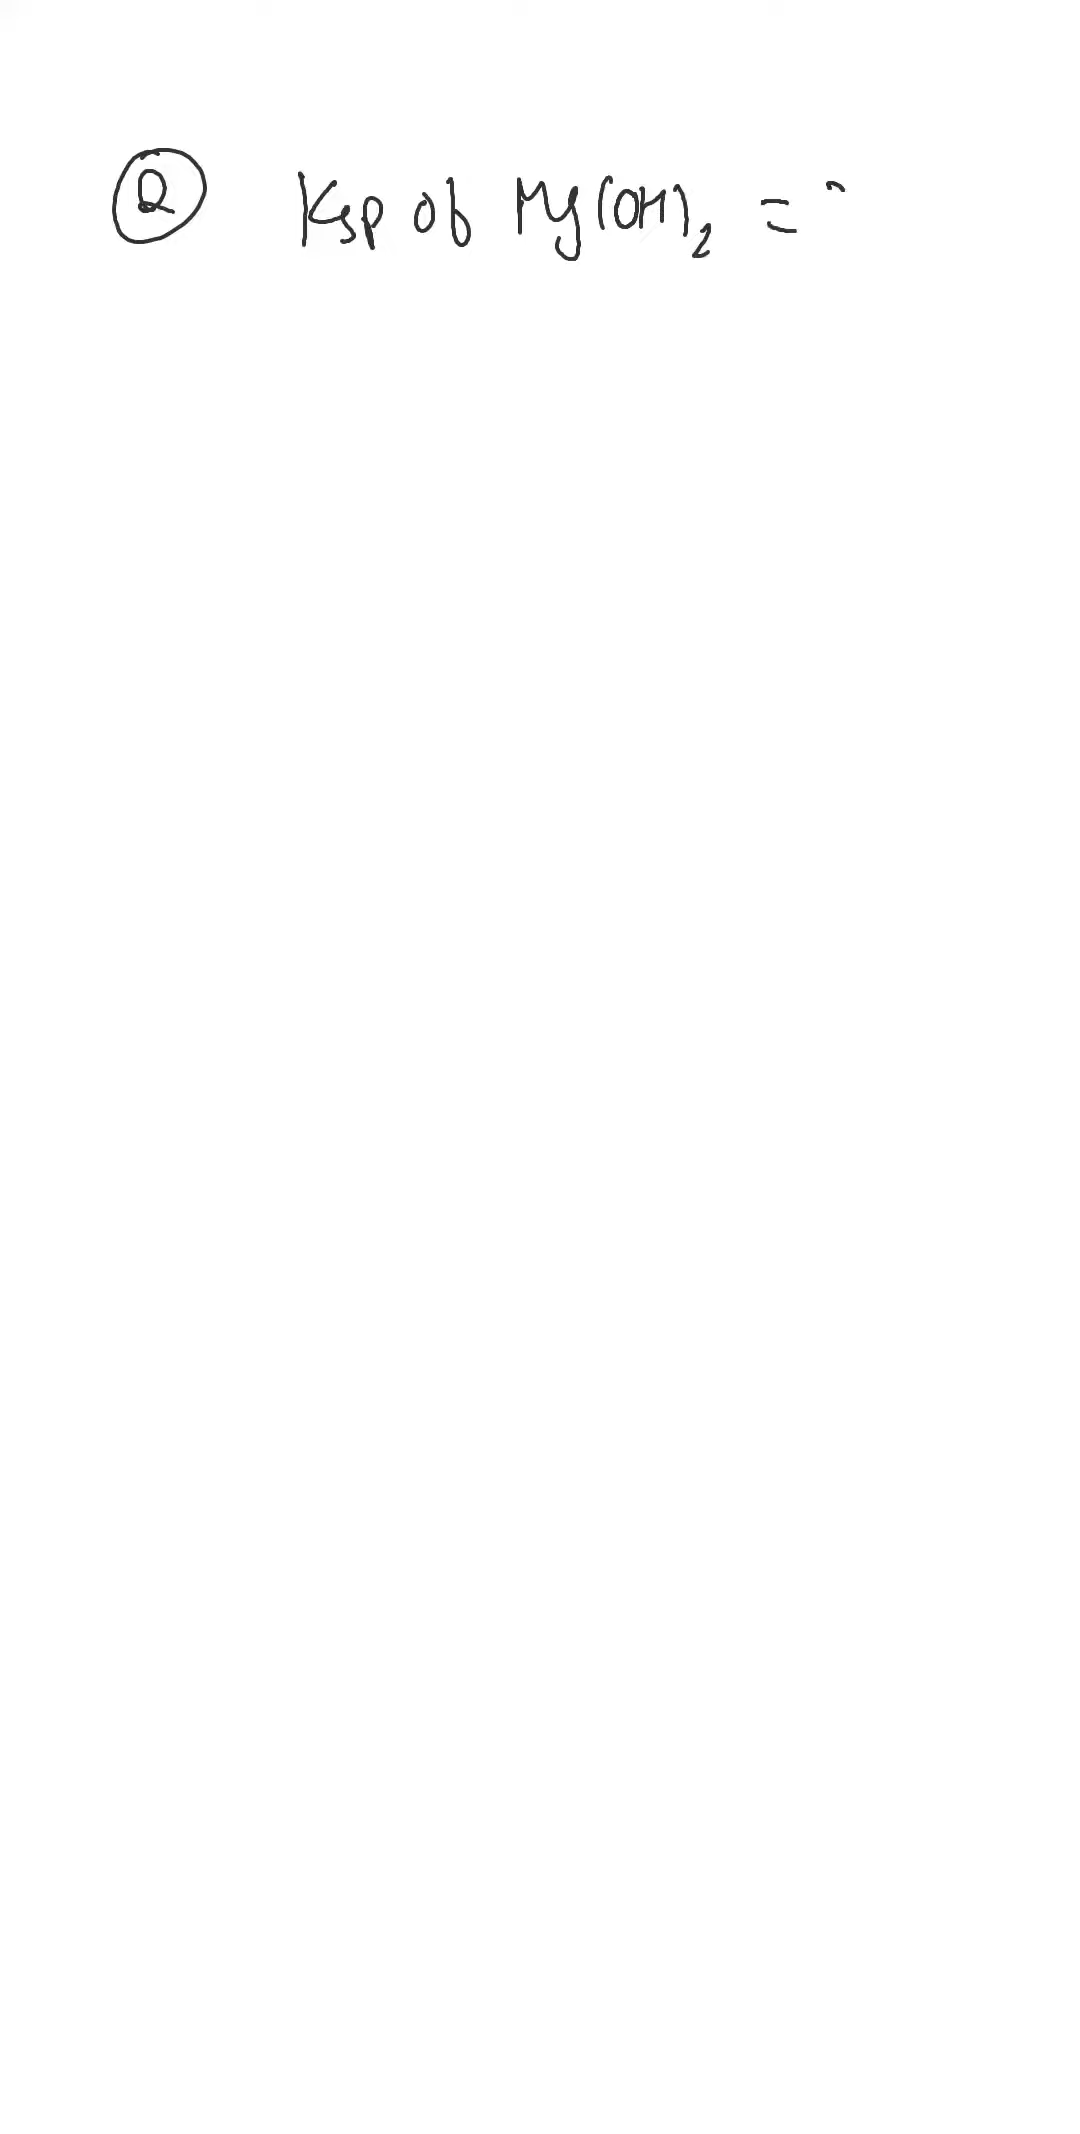 Q Ksp of Mg(OH)₂ =